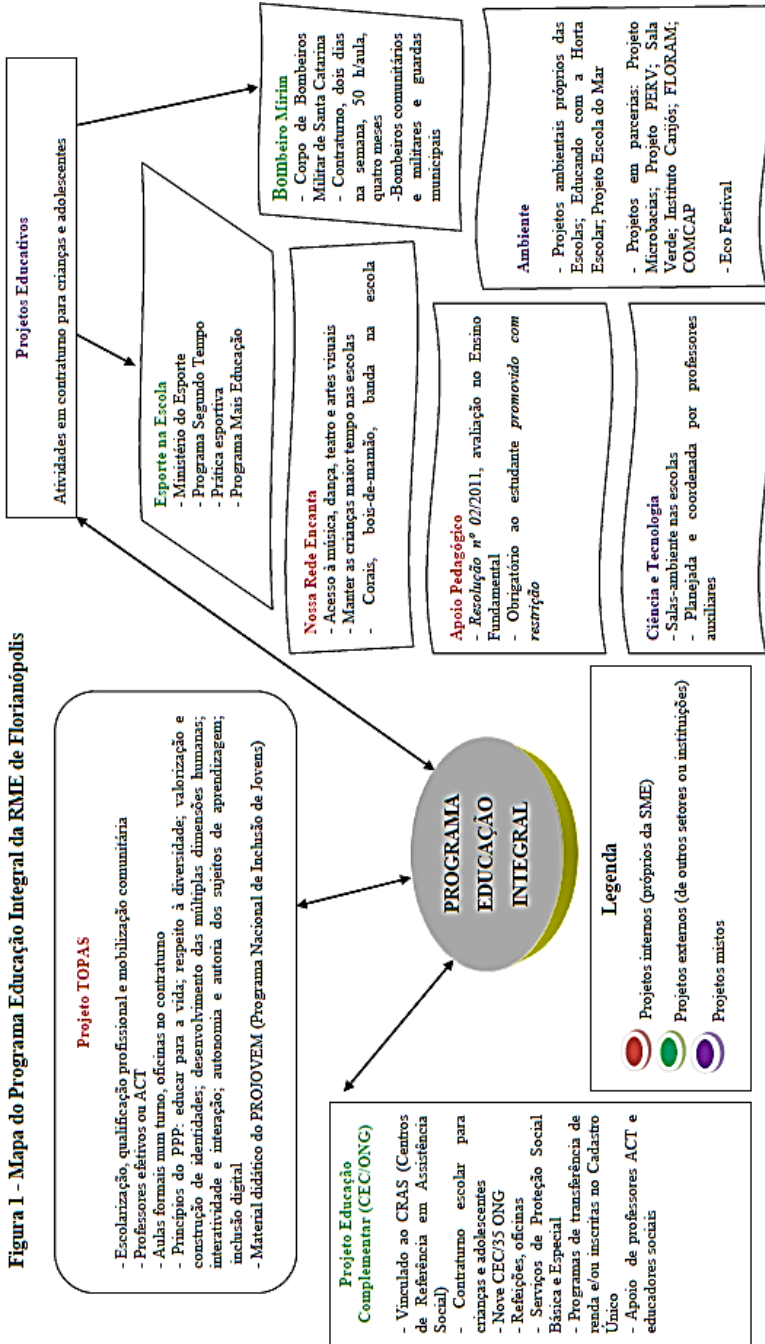 Figura 1 - Mapa do Programa Educação Integral da RME de Florianópolis
Projeto TOPAS
- Escolarização, qualificação profissional e mobilização comunitária
- Professores efetivos ou ACT
- Aulas formais num turno, oficinas no contraturno
- Princípios do PPP: educar para a vida; respeito à diversidade; valorização e
construção de identidades; desenvolvimento das múltiplas dimensões humanas;
interatividade e interação; autonomia e autoria dos sujeitos de aprendizagem;
inclusão digital
- Material didático do PROJOVEM (Programa Nacional de Inclusão de Jovens)
Projetos Educativos
Atividades em contraturno para crianças e adolescentes
Projeto Educação
Complementar (CEC/ONG)
- Vinculado ao CRAS (Centros
de Referência em Assistência
Social)
- Contraturno escolar para
crianças e adolescentes
- Nove CEC/35 ONG
- Refeições, oficinas
- Serviços de Proteção Social
Básica e Especial
- Programas de transferência de
renda e/ou inscritas no Cadastro
Único
- Apoio de professores ACT e
educadores sociais
PROGRAMA
EDUCAÇÃO
INTEGRAL
Esporte na Escola
- Ministério do Esporte
- Programa Segundo Tempo
- Prática esportiva
- Programa Mais Educação
Bombeiro Mirim
- Corpo de Bombeiros
Militar de Santa Catarina
- Contraturno, dois dias
na semana, 50 h/aula,
quatro meses
-Bombeiros comunitários
e militares e guardas
municipais
Nossa Rede Encanta
- Acesso à música, dança, teatro e artes visuais
- Manter as crianças maior tempo nas escolas
- Corais, bois-de-mamão, banda na escola
Apoio Pedagógico
- Resolução nº 02/2011, avaliação no Ensino
Fundamental
- Obrigatório ao estudante promovido com
restrição
Ambiente
- Projetos ambientais próprios das
Escolas; Educando com a Horta
Escolar; Projeto Escola do Mar
- Projetos em parcerias: Projeto
Microbacias; Projeto PERV; Sala
Verde; Instituto Carijós; FLORAM;
COMCAP
- Eco Festival
Ciência e Tecnologia
- Salas-ambiente nas escolas
- Planejada e coordenada por professores
auxiliares
Legenda
Projetos internos (próprios da SME)
Projetos externos (de outros setores ou instituições)
Projetos mistos